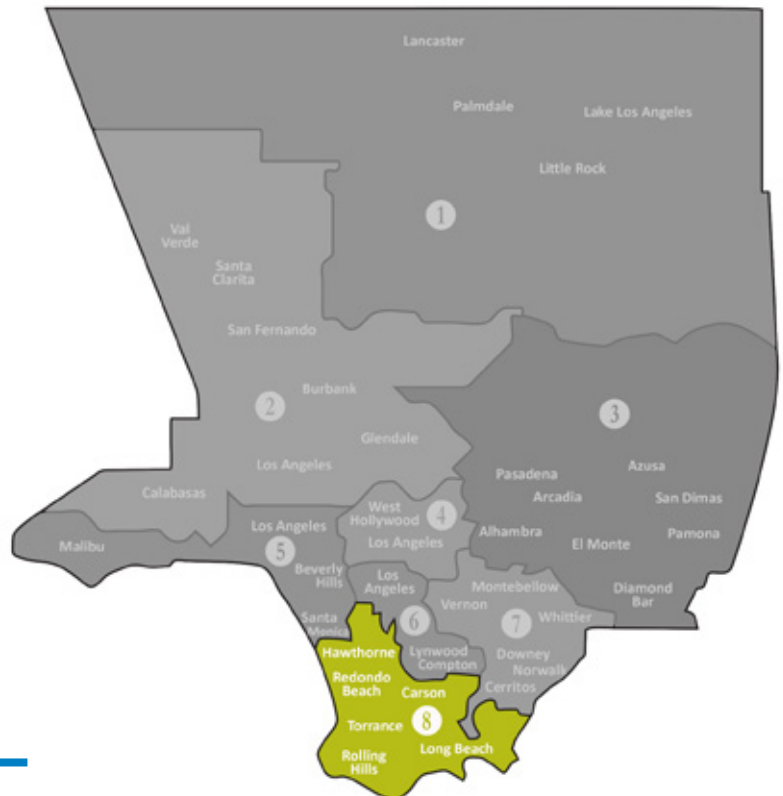 Lancaster
Palmdale
Lake Los Angeles
Little Rock
1
Val
Verde
Santa
Clarita
San Fernando
Burbank
2
3
Glendale
Los Angeles
Azusa
Pasadena
Calabasas
Arcadia
San Dimas
West
Hollywood
4
Los Angeles
Alhambra
Pamona
El Monte
Malibu
Los Angeles
5
Beverly
Hills
Los
Angeles
Montebellow
Diamond
Bar
Vernon
Santa
Monica
6
7
Whittier
Hawthorne
Lynwood
Compton
Downey
Norwalk
Cerritos
Redondo
Beach
Carson
Torrance
8
Long Beach
Rolling
Hills